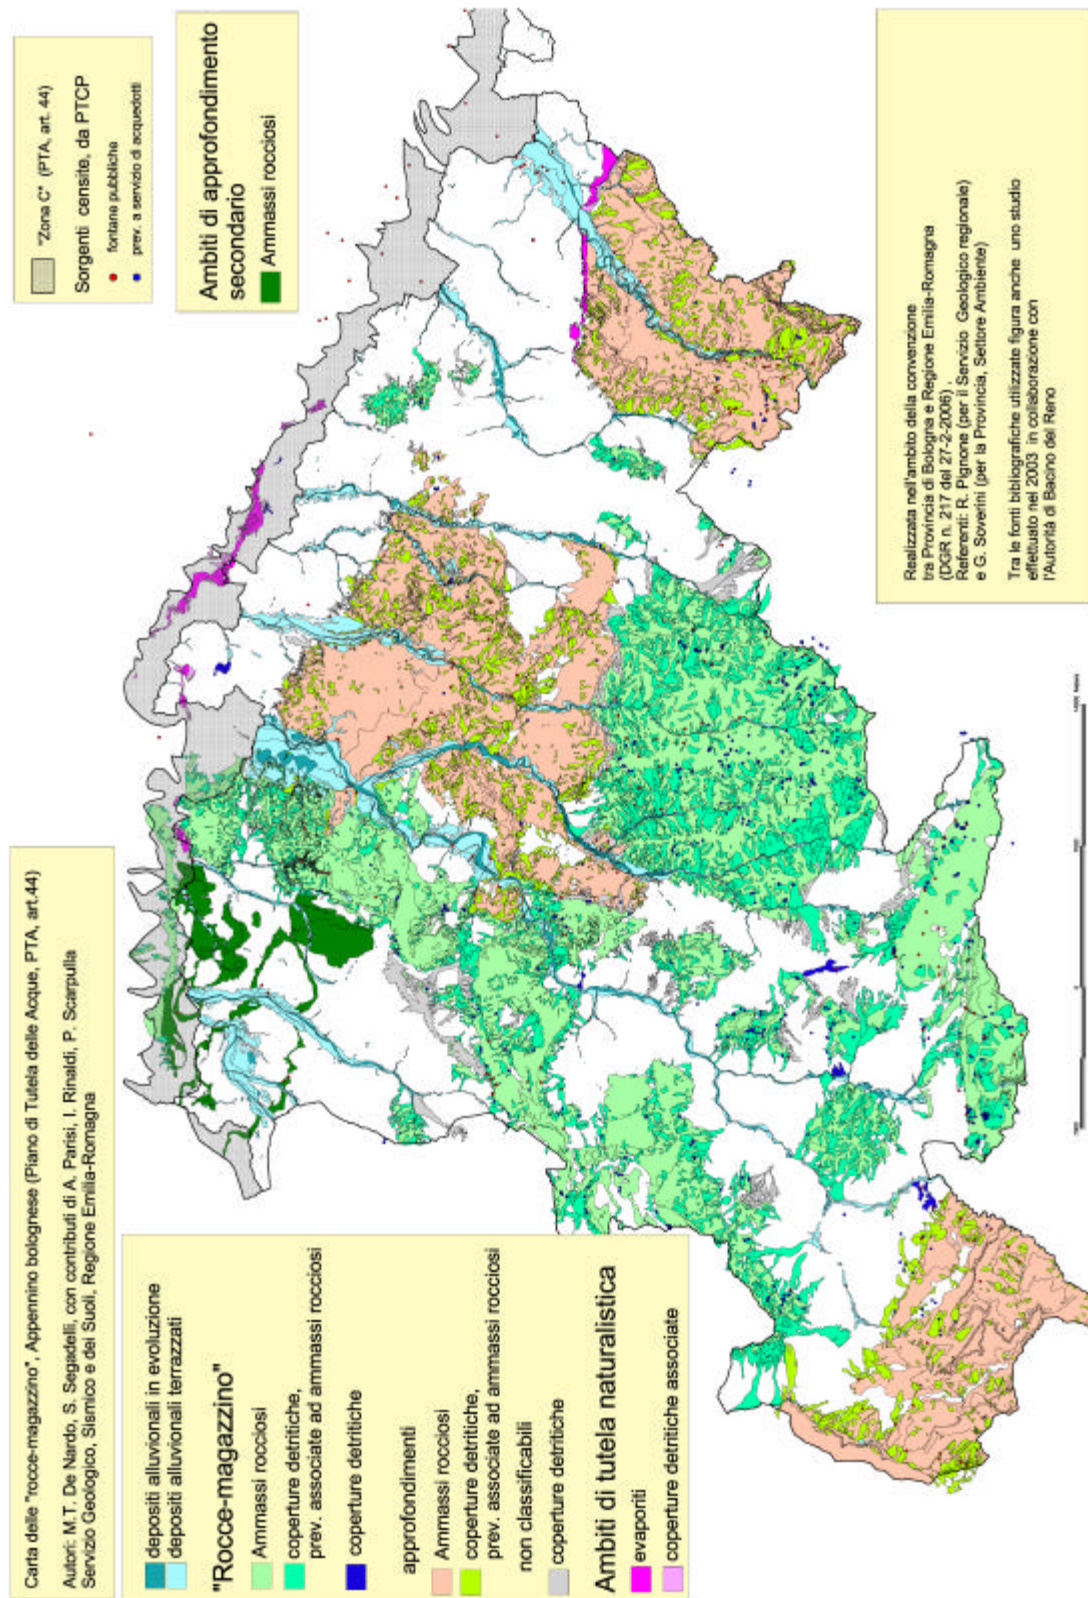 Carta delle "rocce-magazzino", Appennino bolognese (Piano di Tutela delle Acque, PTA, art.44)
Autori: M.T. De Nardo, S. Segadelli, con contributi di A. Parisi, I. Rinaldi, P. Scarpulla
Servizio Geologico, Sismico e dei Suoli, Regione Emilia-Romagna
"Zona C" (PTA, art. 44)
Sorgenti censite, da PTCP
fontane pubbliche
prev. a servizio di acquedotti
Ambiti di approfondimento
secondario
Ammassi rocciosi
depositi alluvionali in evoluzione
depositi alluvionali terrazzati
"Rocce-magazzino"
Ammassi rocciosi
coperture detritiche,
prev. associate ad ammassi rocciosi
coperture detritiche
approfondimenti
Ammassi rocciosi
coperture detritiche,
prev. associate ad ammassi rocciosi
non classificabili
coperture detritiche
Ambiti di tutela naturalistica
evaporiti
coperture detritiche associate
Realizzata nell'ambito della convenzione
tra Provincia di Bologna e Regione Emilia-Romagna
(DGR n. 217 del 27-2-2006) .
Referenti: R. Pignone (per il Servizio Geologico regionale)
e G. Soverini (per la Provincia, Settore Ambiente)
Tra le fonti bibliografiche utilizzate figura anche uno studio
effettuato nel 2003 in collaborazione con
l'Autorità di Bacino del Reno